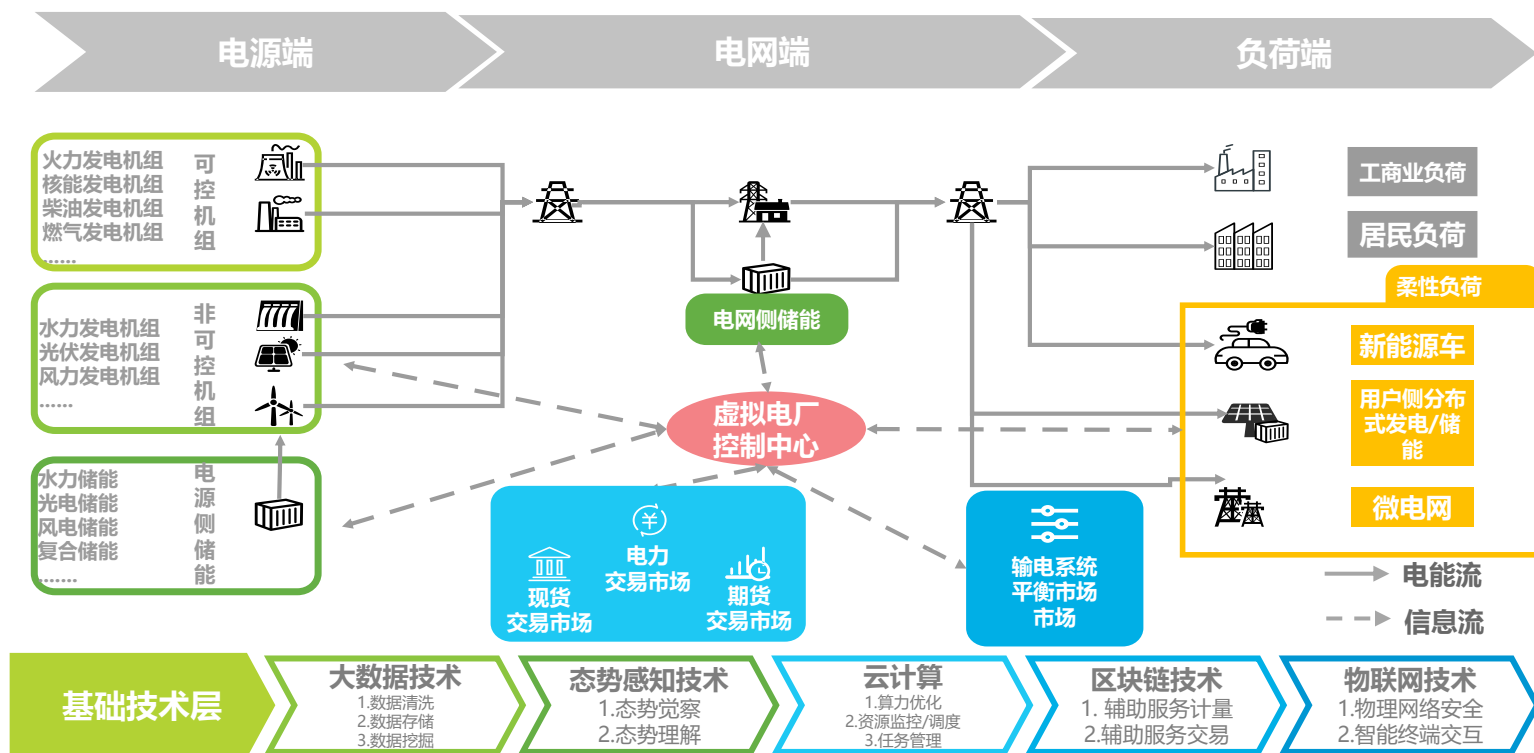 电源端
电网端
负荷端
火力发电机组
核能发电机组
柴油发电机组
燃气发电机组
......
可控机组
水力发电机组
光伏发电机组
风力发电机组
......
非可控机组
水力储能
光电储能
风电储能
复合储能
.......
电源侧储能
电网侧储能
虚拟电厂
控制中心
电力
交易市场
现货
交易市场
期货
交易市场
输电系统
平衡市场
市场
工商业负荷
居民负荷
柔性负荷
新能源车
用户侧分布
式发电/储
能
微电网
电能流
信息流
基础技术层
大数据技术
1.数据清洗
2.数据存储
3.数据挖掘
态势感知技术
1.态势觉察
2.态势理解
云计算
1.算力优化
2.资源监控/调度
3.任务管理
区块链技术
1. 辅助服务计量
2.辅助服务交易
物联网技术
1.物理网络安全
2.智能终端交互